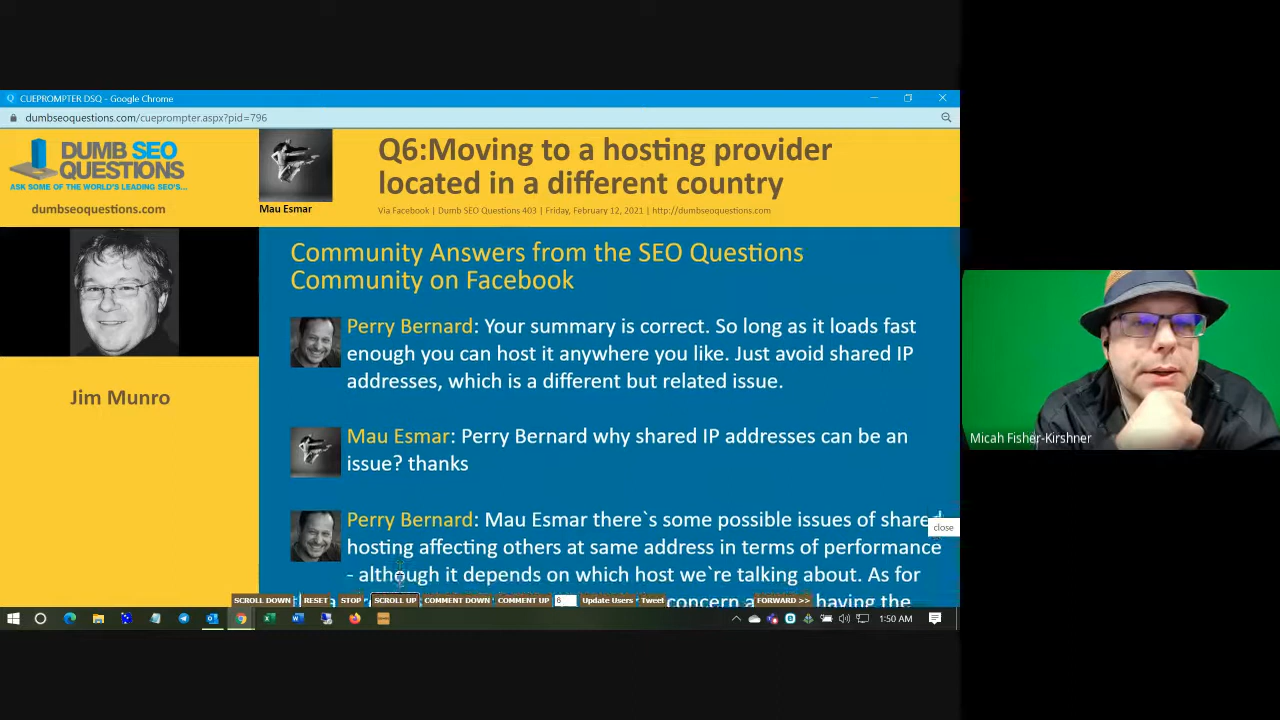 CUEPROMPTER DSQ - Google Chrome
dumbseoquestions.com/cueprompter.aspx?pid=796
DUMB SEO
QUESTIONS
ASK SOME OF THE WORLD'S LEADING SEO'S...
dumbseoquestions.com
Mau Esmar
Q6:Moving to a hosting provider
located in a different country
Via Facebook | Dumb SEO Questions 403 | Friday, February 12, 2021 | http://dumbseoquestions.com
Jim Munro
Community Answers from the SEO Questions
Community on Facebook
Perry Bernard: Your summary is correct. So long as it loads fast
enough you can host it anywhere you like. Just avoid shared IP
addresses, which is a different but related issue.
Mau Esmar: Perry Bernard why shared IP addresses can be an
issue? thanks
Perry Bernard: Mau Esmar there`s some possible issues of shared
close
hosting affecting others at same address in terms of performance
- although it depends on which host we`re talking about. As for
concern having the
SCROLL DOWN RESET STOP SCROLL UP COMMENT DOWN COMMENT UP 6 Update Users Tweet FORWARD >>
1:50 AM
Micah Fisher-Kirshner